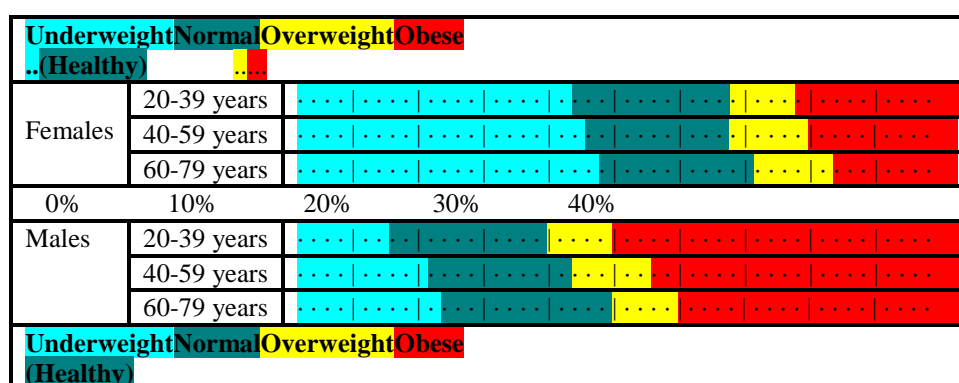 UnderweightNormalOverweightObese
..(Healthy) .....
Females 20-39 years ····|····|····|····|····|····|····|····|····|····
40-59 years ····|····|····|····|····|····|····|····|····|····
60-79 years ····|····|····|····|····|····|····|····|····|····
0% 10% 20% 30% 40%
Males 20-39 years ····|····|····|····|····|····|····|····|····|····
40-59 years ····|····|····|····|····|····|····|····|····|····
60-79 years ····|····|····|····|····|····|····|····|····|····
UnderweightNormalOverweightObese
(Healthy)